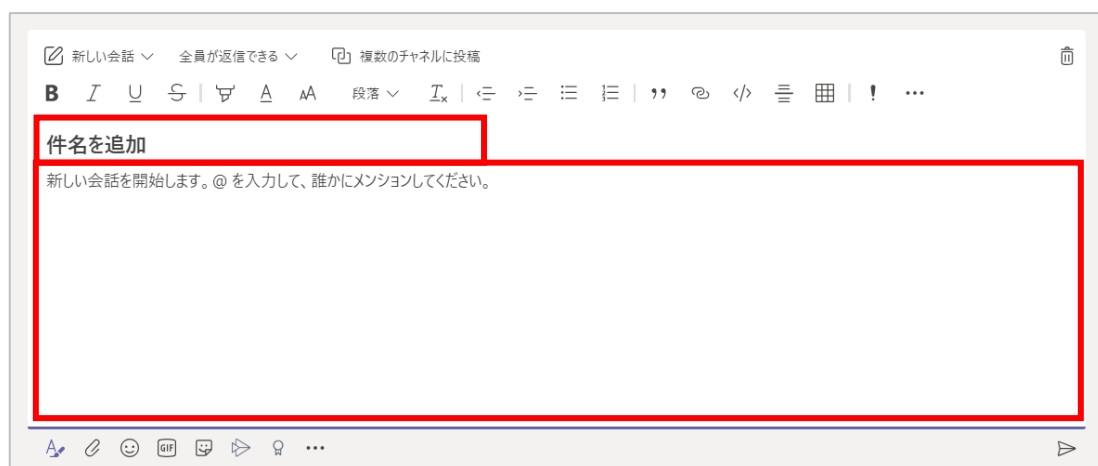 新しい会話 全員が返信できる 複数のチャネルに投稿
B I U S A AA 段落 Tx
件名を追加
新しい会話を開始します。@ を入力して、誰かにメンションしてください。
GIF